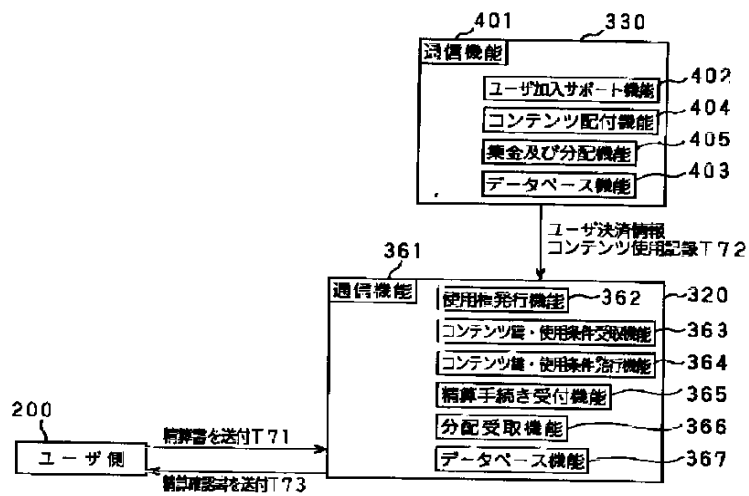 401
330
通信機能
ユーザ加入サポート機能
402
コンテンツ配付機能
404
集金及び分配機能
405
データベース機能
403
ユーザ決済情報
コンテンツ使用記録T72
361
通信機能
使用権発行機能
362
320
コンテンツ鍵・使用条件受取機能
363
コンテンツ鍵・使用条件発行機能
364
精算手続き受付機能
365
分配受取機能
366
データベース機能
367
200
ユーザ側
精算書を送付T71
精算確認書を送付T73